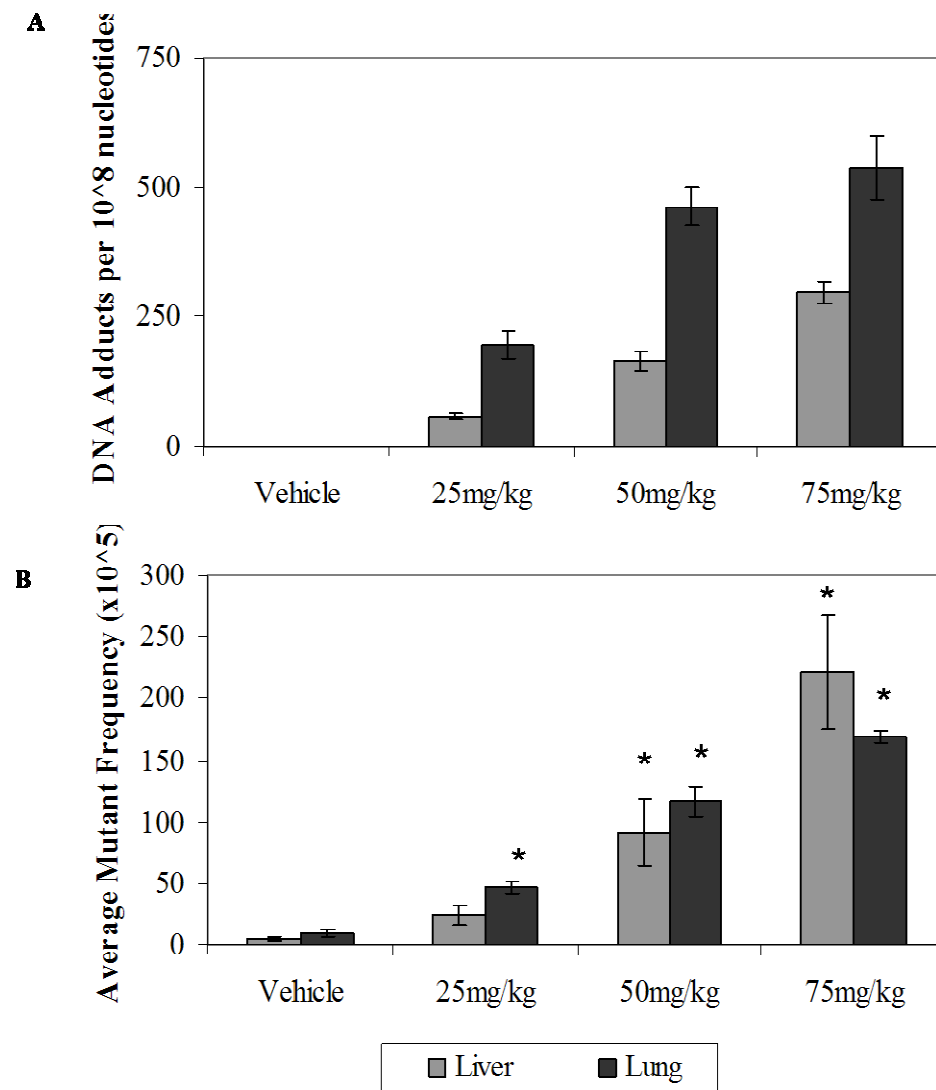 A
DNA Adducts per 10^8 nucleotides
750
500
250
0
Vehicle 25mg/kg 50mg/kg 75mg/kg
B
Average Mutant Frequency (x10^5)
300
250
200
150
100
50
0
* * * * *
Vehicle 25mg/kg 50mg/kg 75mg/kg
Liver Lung